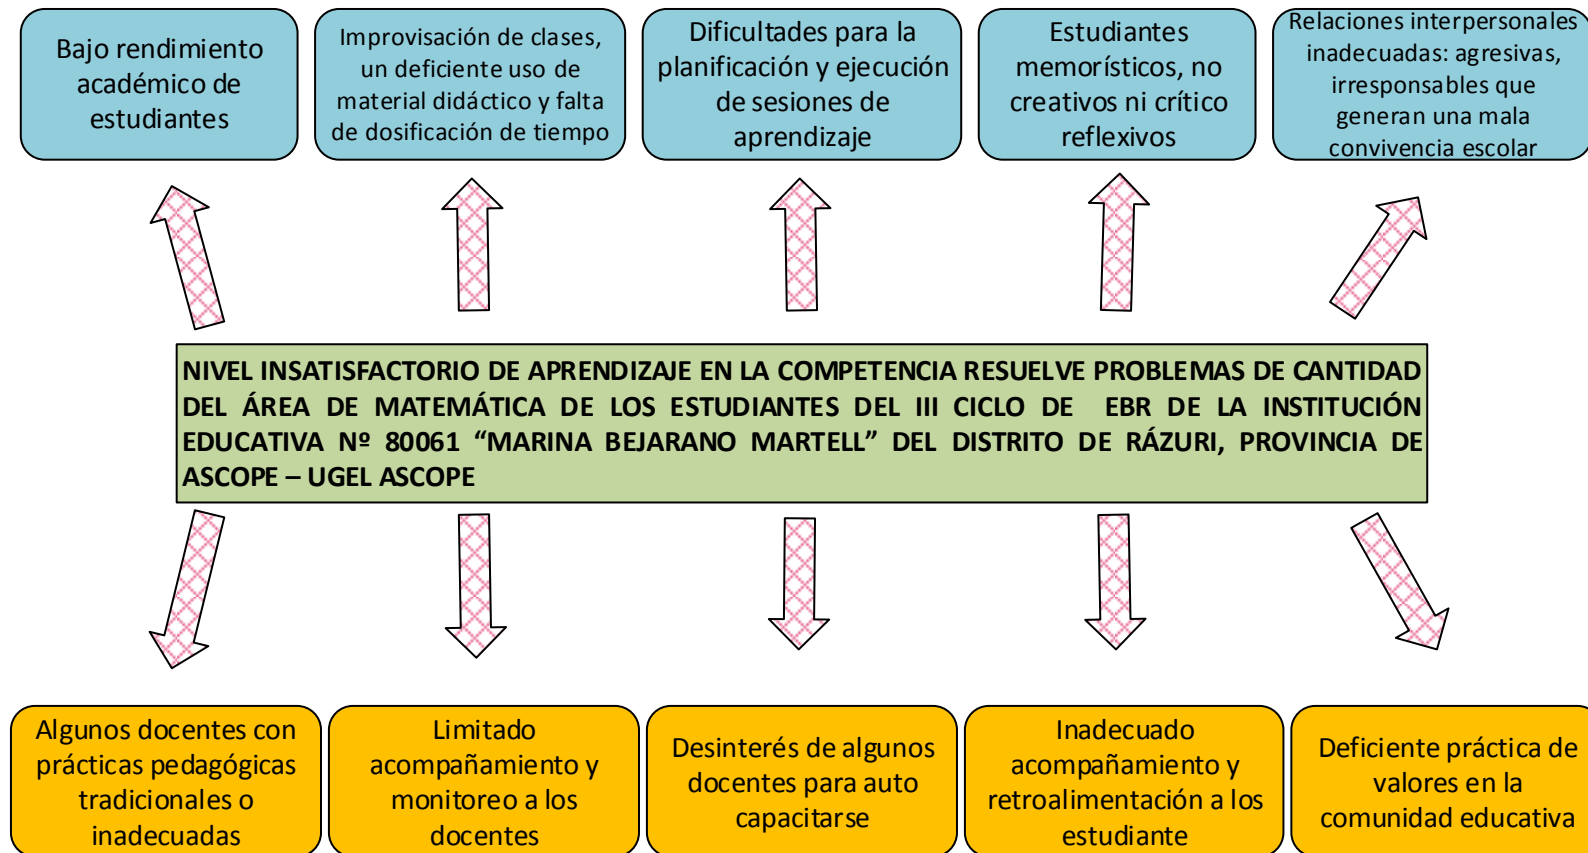 Bajo rendimiento
académico de
estudiantes
Improvisación de clases,
un deficiente uso de
material didáctico y falta
de dosificación de tiempo
Dificultades para la
planificación y ejecución
de sesiones de
aprendizaje
Estudiantes
memorísticos, no
creativos ni crítico
reflexivos
Relaciones interpersonales
inadecuadas: agresivas,
irresponsables que
generan una mala
convivencia escolar
NIVEL INSATISFACTORIO DE APRENDIZAJE EN LA COMPETENCIA RESUELVE PROBLEMAS DE CANTIDAD
DEL ÁREA DE MATEMÁTICA DE LOS ESTUDIANTES DEL III CICLO DE EBR DE LA INSTITUCIÓN
EDUCATIVA Nº 80061 “MARINA BEJARANO MARTELL” DEL DISTRITO DE RÁZURI, PROVINCIA DE
ASCOPE – UGEL ASCOPE
Algunos docentes con
prácticas pedagógicas
tradicionales o
inadecuadas
Limitado
acompañamiento y
monitoreo a los
docentes
Desinterés de algunos
docentes para auto
capacitarse
Inadecuado
acompañamiento y
retroalimentación a los
estudiante
Deficiente práctica de
valores en la
comunidad educativa